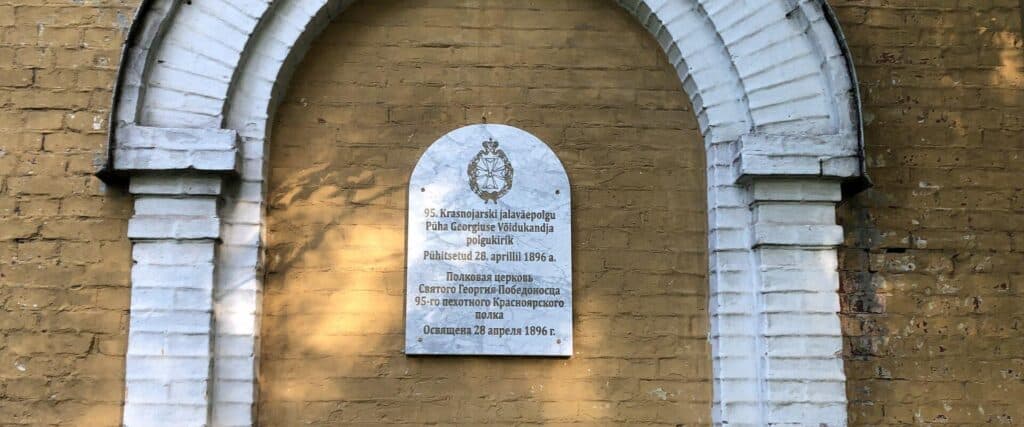 95. Krasnojarski jalaväepolgu
Püha Georgiuse Võidukandja
polgukirik
Pühitsetud 28. aprillil 1896 a.
Полковая церковь
Святого Георгия Победоносца
95-го пехотного Красноярского
полка
Освящена 28 апреля 1896 г.